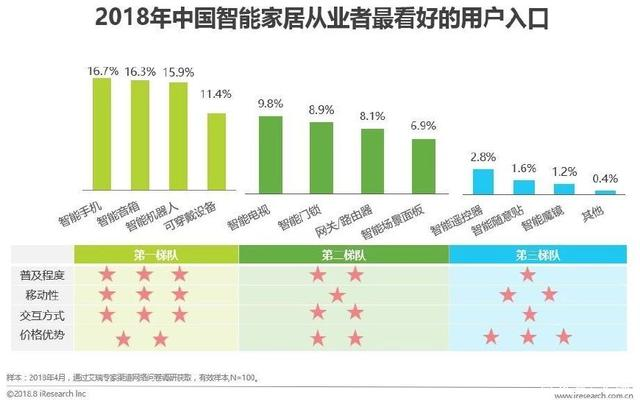 2018年中国智能家居从业者最看好的用户入口
16.7% 16.3% 15.9% 11.4% 9.8% 8.9% 8.1% 6.9% 2.8% 1.6% 1.2% 0.4%
智能手机 智能音箱 智能机器人 可穿戴设备 智能电视 智能门锁 网关/路由器 智能场景面板 智能遥控器 智能随意贴 智能魔镜 其他
第一梯队 第二梯队 第三梯队
普及程度
移动性
交互方式
价格优势
样本：2018年4月，通过艾瑞专家渠道网络问卷调研获取，有效样本,N=100。
©2018.8 iResearch Inc
www.iresearch.com.cn